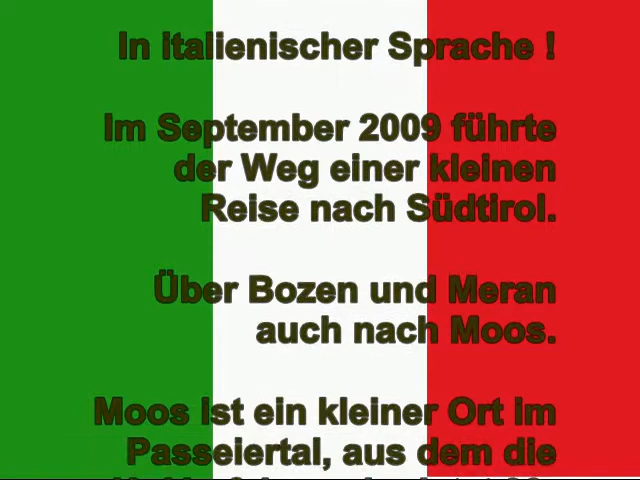 In italienischer Sprache !
Im September 2009 führte
der Weg einer kleinen
Reise nach Südtirol.
Über Bozen und Meran
auch nach Moos.
Moos ist ein kleiner Ort im
Passeiertal, aus dem die